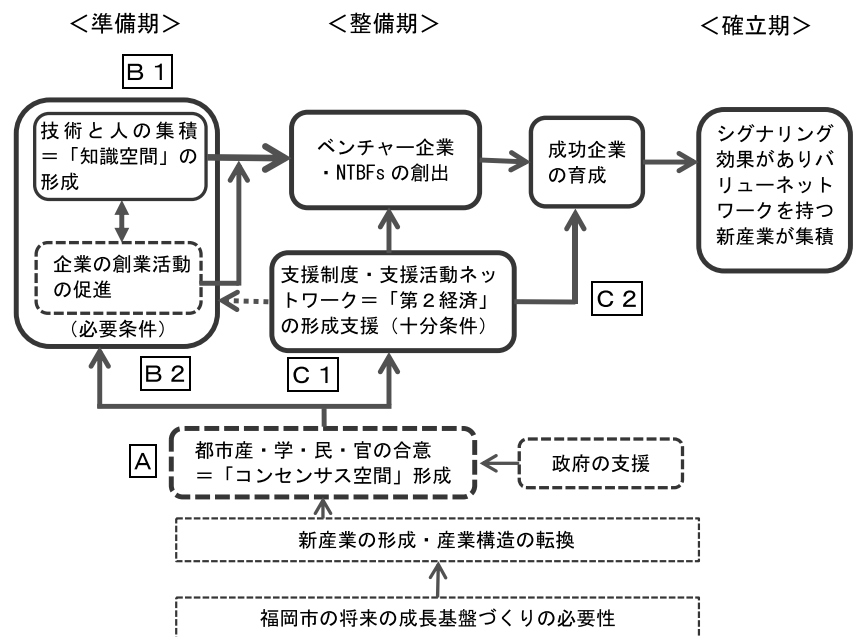 ＜準備期＞
＜整備期＞
＜確立期＞
Ｂ１
技術と人の集積
＝「知識空間」の
形成
企業の創業活動
の促進
（必要条件）
Ｂ２
ベンチャー企業
・NTBFs の創出
成功企業
の育成
シグナリング
効果がありバ
リューネット
ワークを持つ
新産業が集積
支援制度・支援活動ネッ
トワーク＝「第２経済」
の形成支援（十分条件）
Ｃ２
Ｃ１
Ａ
都市産・学・民・官の合意
＝「コンセンサス空間」形成
政府の支援
新産業の形成・産業構造の転換
福岡市の将来の成長基盤づくりの必要性